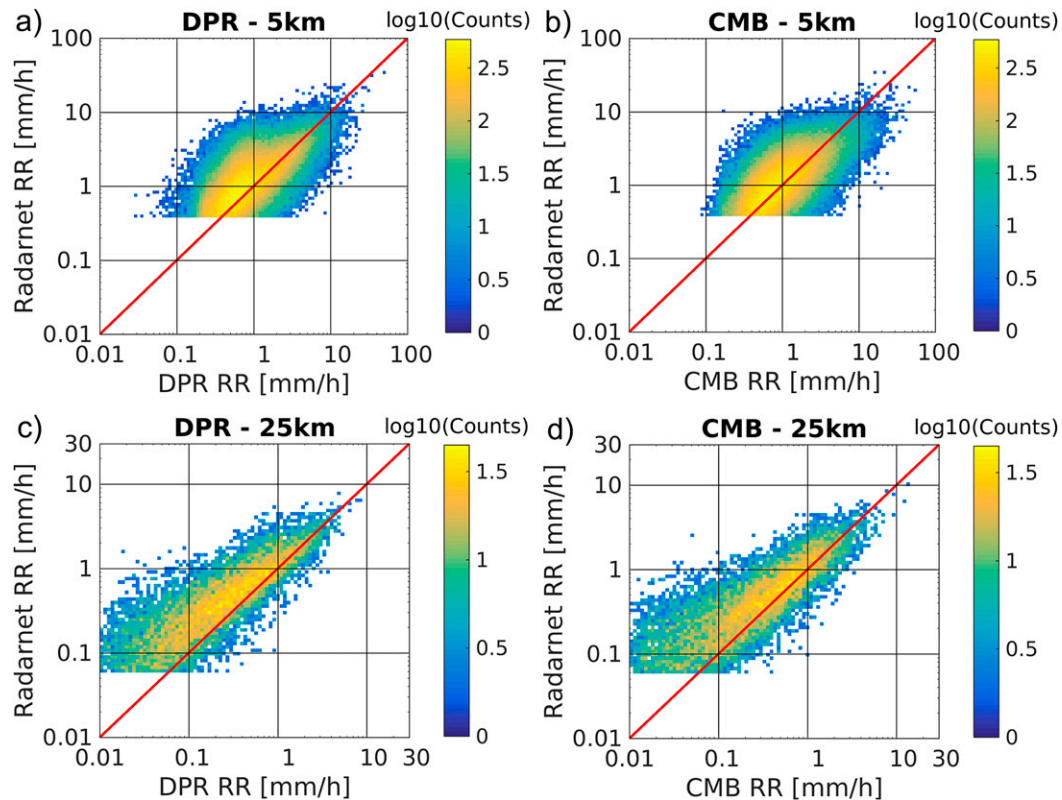 a) DPR - 5km log10(Counts)
100
10
1
0.1
0.01
Radarnet RR [mm/h]
0.01 0.1 1 10 100
DPR RR [mm/h]
2.5
2
1.5
1
0.5
0
b) CMB - 5km log10(Counts)
100
10
1
0.1
0.01
Radarnet RR [mm/h]
0.01 0.1 1 10 100
CMB RR [mm/h]
2.5
2
1.5
1
0.5
0
c) DPR - 25km log10(Counts)
30
10
1
0.1
0.01
Radarnet RR [mm/h]
0.01 0.1 1 10 30
DPR RR [mm/h]
1.5
1
0.5
0
d) CMB - 25km log10(Counts)
30
10
1
0.1
0.01
Radarnet RR [mm/h]
0.01 0.1 1 10 30
CMB RR [mm/h]
1.5
1
0.5
0